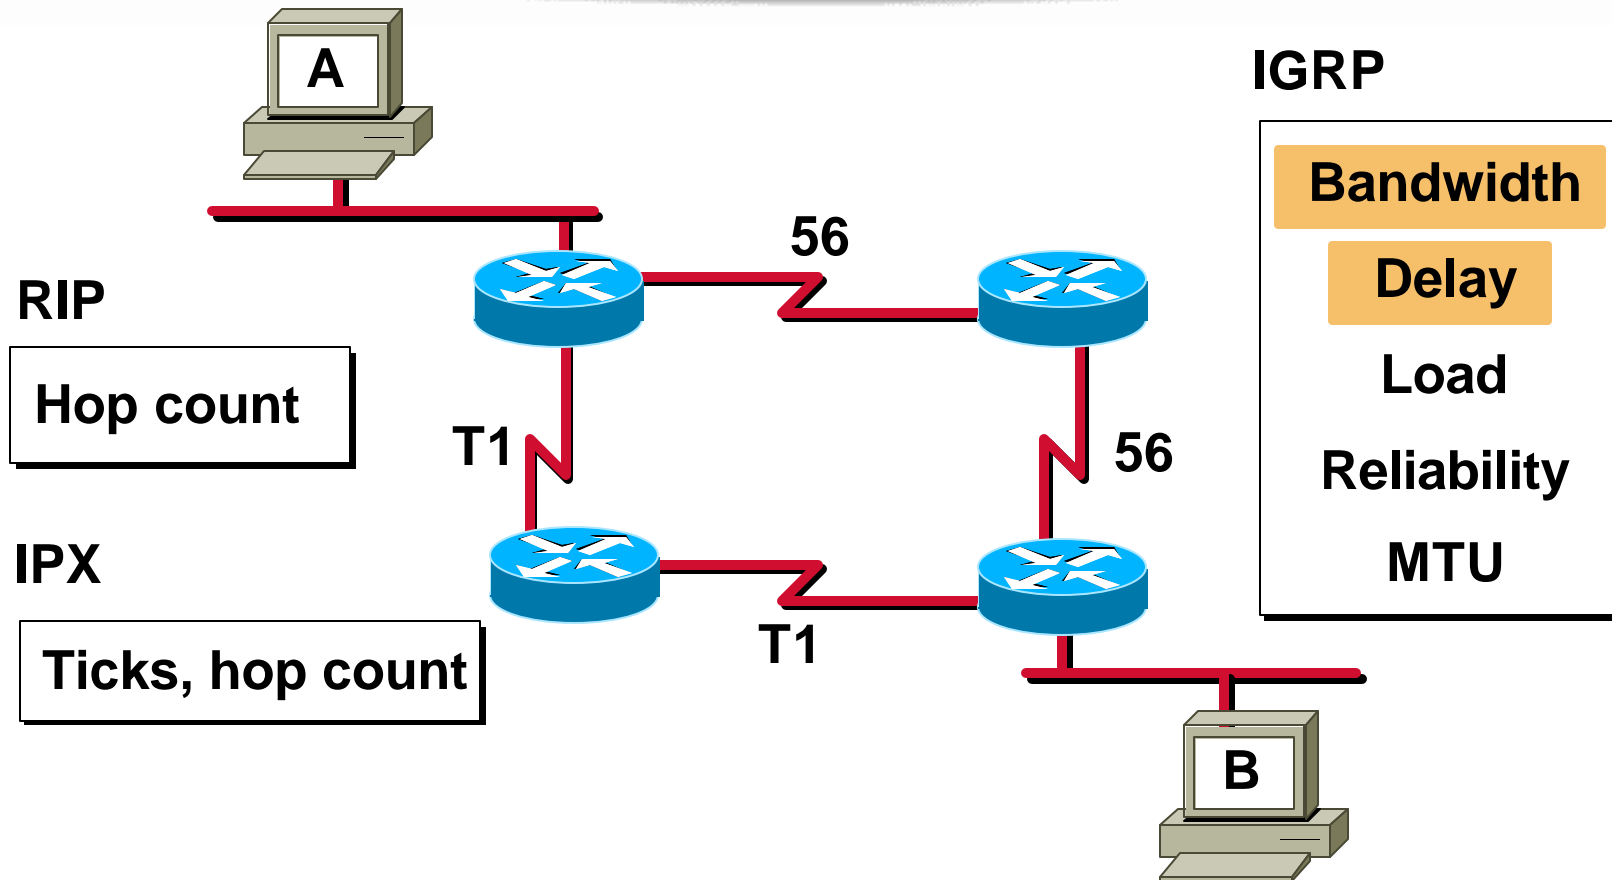 A
IGRP
Bandwidth
Delay
Load
Reliability
MTU
56
RIP
Hop count
T1
56
IPX
Ticks, hop count
T1
B